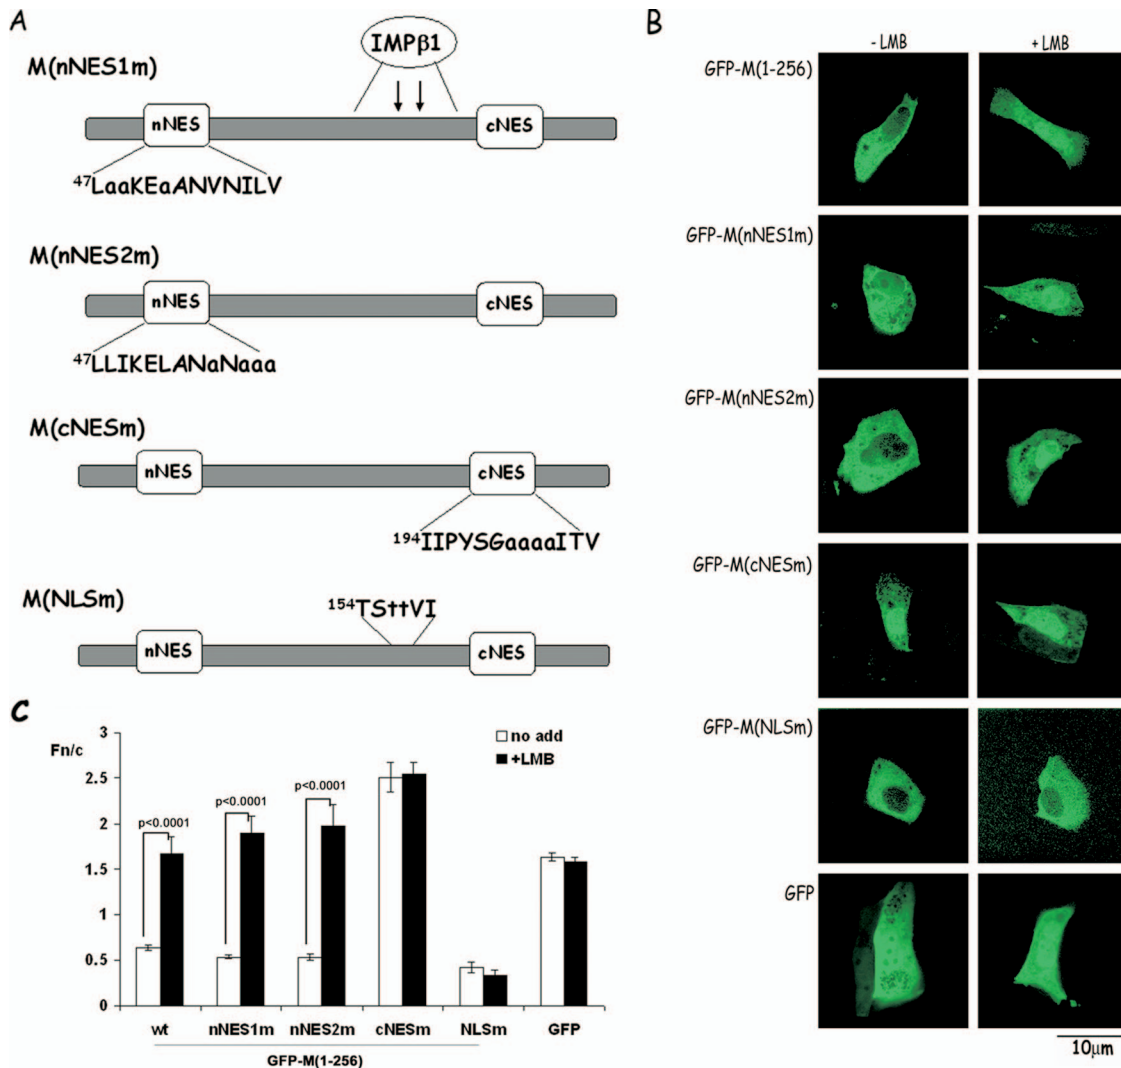 A
M(nNES1m)
IMPβ1
nNES
cNES
47LaaKEaANVNILV
M(nNES2m)
nNES
cNES
47LLIKELANaNaaa
M(cNESm)
nNES
cNES
194IIPYSGaaaaITV
M(NLSm)
154TSttVI
nNES
cNES
B
- LMB
+ LMB
GFP-M(1-256)
GFP-M(nNES1m)
GFP-M(nNES2m)
GFP-M(cNESm)
GFP-M(NLSm)
GFP
10μm
C
Fn/c
no add
+LMB
3
2.5
2
1.5
1
0.5
0
p<0.0001
p<0.0001
p<0.0001
wt
nNES1m
nNES2m
cNESm
NLSm
GFP
GFP-M(1-256)